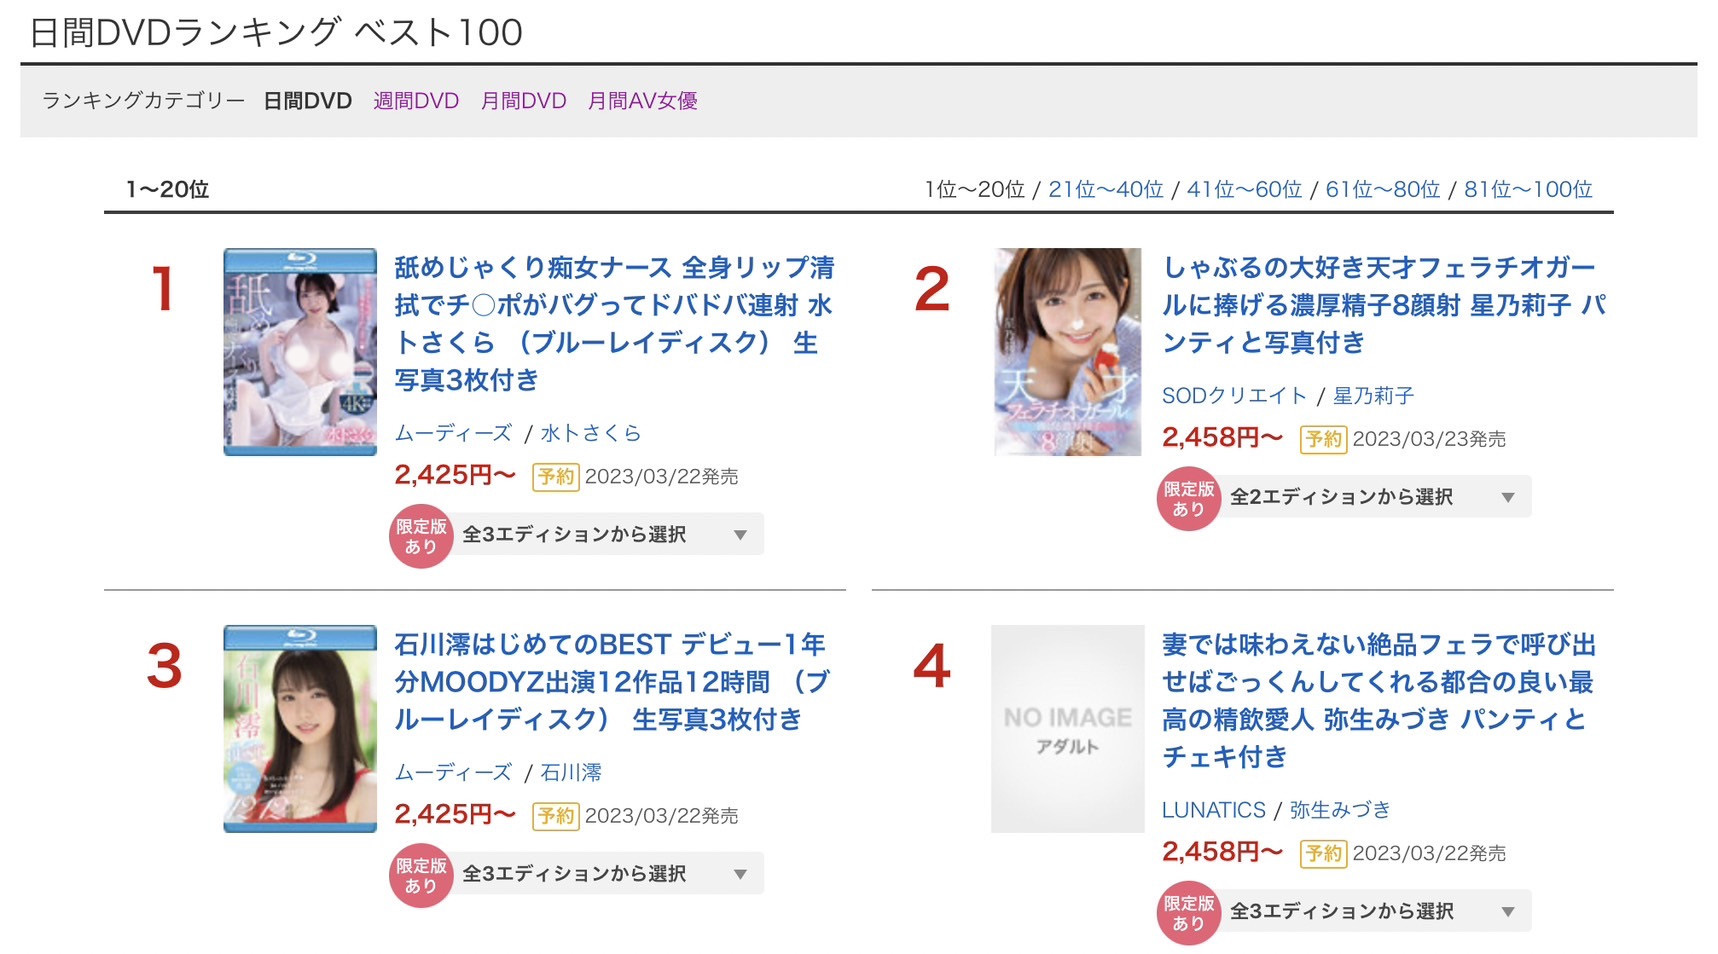 日間DVDランキング ベスト100
ランキングカテゴリー 日間DVD 週間DVD 月間DVD 月間AV女優
1〜20位
1位〜20位 / 21位〜40位 / 41位〜60位 / 61位〜80位 / 81位〜100位
1
舐めじゃくり痴女ナース 全身リップ清
拭でチ◯ポがバグってドバドバ連射 水
卜さくら （ブルーレイディスク） 生
写真3枚付き
ムーディーズ / 水卜さくら
2,425円〜 予約 2023/03/22発売
限定版
あり
全3エディションから選択 ▼
4K
2
しゃぶるの大好き天才フェラチオガー
ルに捧げる濃厚精子8顔射 星乃莉子 パ
ンティと写真付き
SODクリエイト / 星乃莉子
2,458円〜 予約 2023/03/23発売
限定版
あり
全2エディションから選択 ▼
天才
フェラチオガール
8顔射
3
石川澪はじめてのBEST デビュー1年
分MOODYZ出演12作品12時間 （ブ
ルーレイディスク） 生写真3枚付き
ムーディーズ / 石川澪
2,425円〜 予約 2023/03/22発売
限定版
あり
全3エディションから選択 ▼
石川澪
4
NO IMAGE
アダルト
妻では味わえない絶品フェラで呼び出
せばごっくんしてくれる都合の良い最
高の精飲愛人 弥生みづき パンティと
チェキ付き
LUNATICS / 弥生みづき
2,458円〜 予約 2023/03/22発売
限定版
あり
全3エディションから選択 ▼